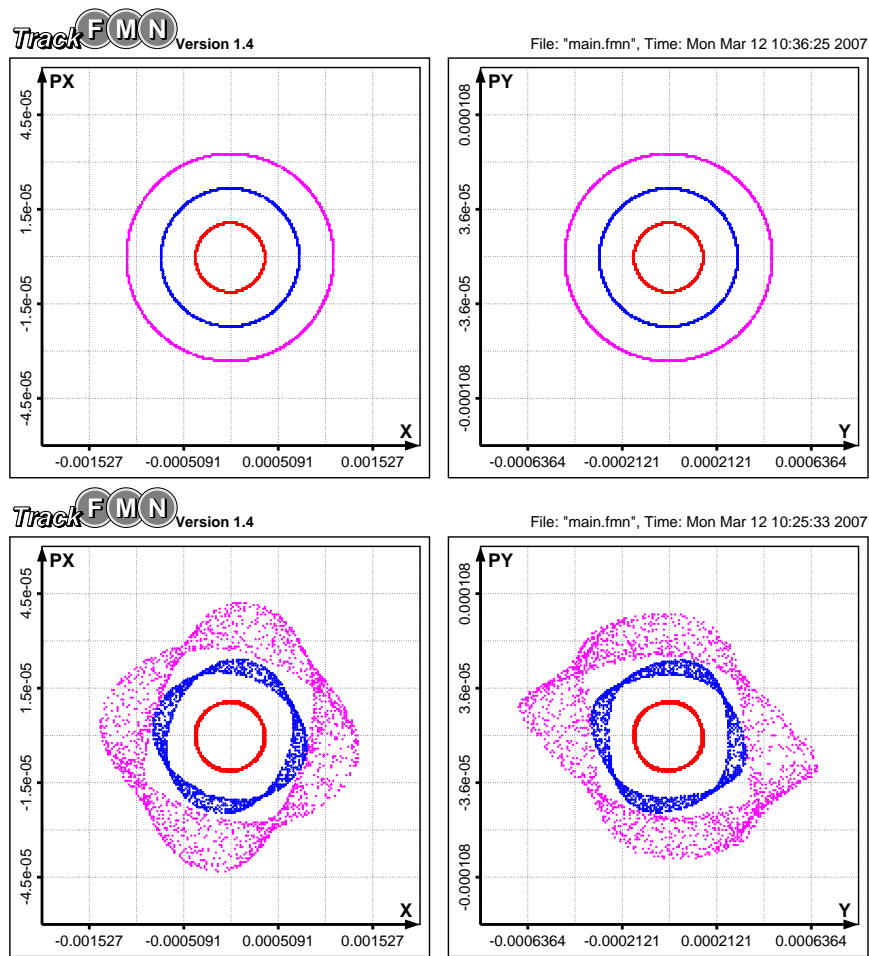 Track FMN Version 1.4
File: "main.fmn", Time: Mon Mar 12 10:36:25 2007
PX
4.5e-05
1.5e-05
-1.5e-05
-4.5e-05
X
-0.001527 -0.0005091 0.0005091 0.001527
PY
0.000108
3.6e-05
-3.6e-05
-0.000108
Y
-0.0006364 -0.0002121 0.0002121 0.0006364
Track FMN Version 1.4
File: "main.fmn", Time: Mon Mar 12 10:25:33 2007
PX
4.5e-05
1.5e-05
-1.5e-05
-4.5e-05
X
-0.001527 -0.0005091 0.0005091 0.001527
PY
0.000108
3.6e-05
-3.6e-05
-0.000108
Y
-0.0006364 -0.0002121 0.0002121 0.0006364